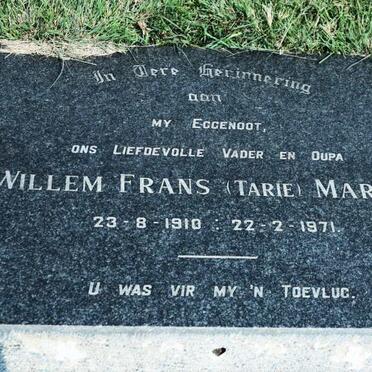 In Tere Herinnering
aan
MY EGGENOOT,
ONS LIEFDEVOLLE VADER EN OUPA
WILLEM FRANS (TARIE) MAR
23-8-1910 : 22-2-1971.
U WAS VIR MY 'N TOEVLUG.